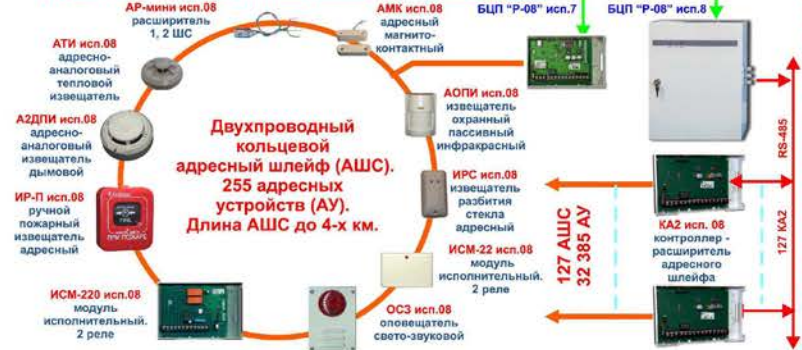 АР-мини исп.08
расширитель
1, 2 ШС
АМК исп.08
адресный
магнито-
контактный
БЦП "Р-08" исп.7
БЦП "Р-08" исп.8
АТИ исп.08
адресно-
аналоговый
тепловой
извещатель
АОПИ исп.08
извещатель
охранный
пассивный
инфракрасный
А2ДПИ исп.08
адресно-
аналоговый
извещатель
дымовой
Двухпроводный
кольцевой
адресный шлейф (АШС).
255 адресных
устройств (АУ).
Длина АШС до 4-х км.
ИРС исп.08
извещатель
разбития
стекла
адресный
ИР-П исп.08
ручной
пожарный
извещатель
адресный
ИСМ-22 исп.08
модуль
исполнительный.
2 реле
ИСМ-220 исп.08
модуль
исполнительный.
2 реле
ОСЗ исп.08
оповещатель
свето-звуковой
127 АШС
32 385 АУ
КА2 исп. 08
контроллер -
расширитель
адресного
шлейфа
RS-485
127 КА2